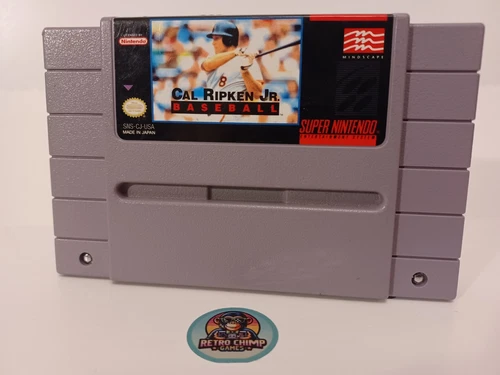 Nintendo
CAL RIPKEN JR.
BASEBALL
MINDSCAPE
SNS-CJ-USA
MADE IN JAPAN
SUPER NINTENDO
ENTERTAINMENT SYSTEM
RETRO CHIMP
GAMES